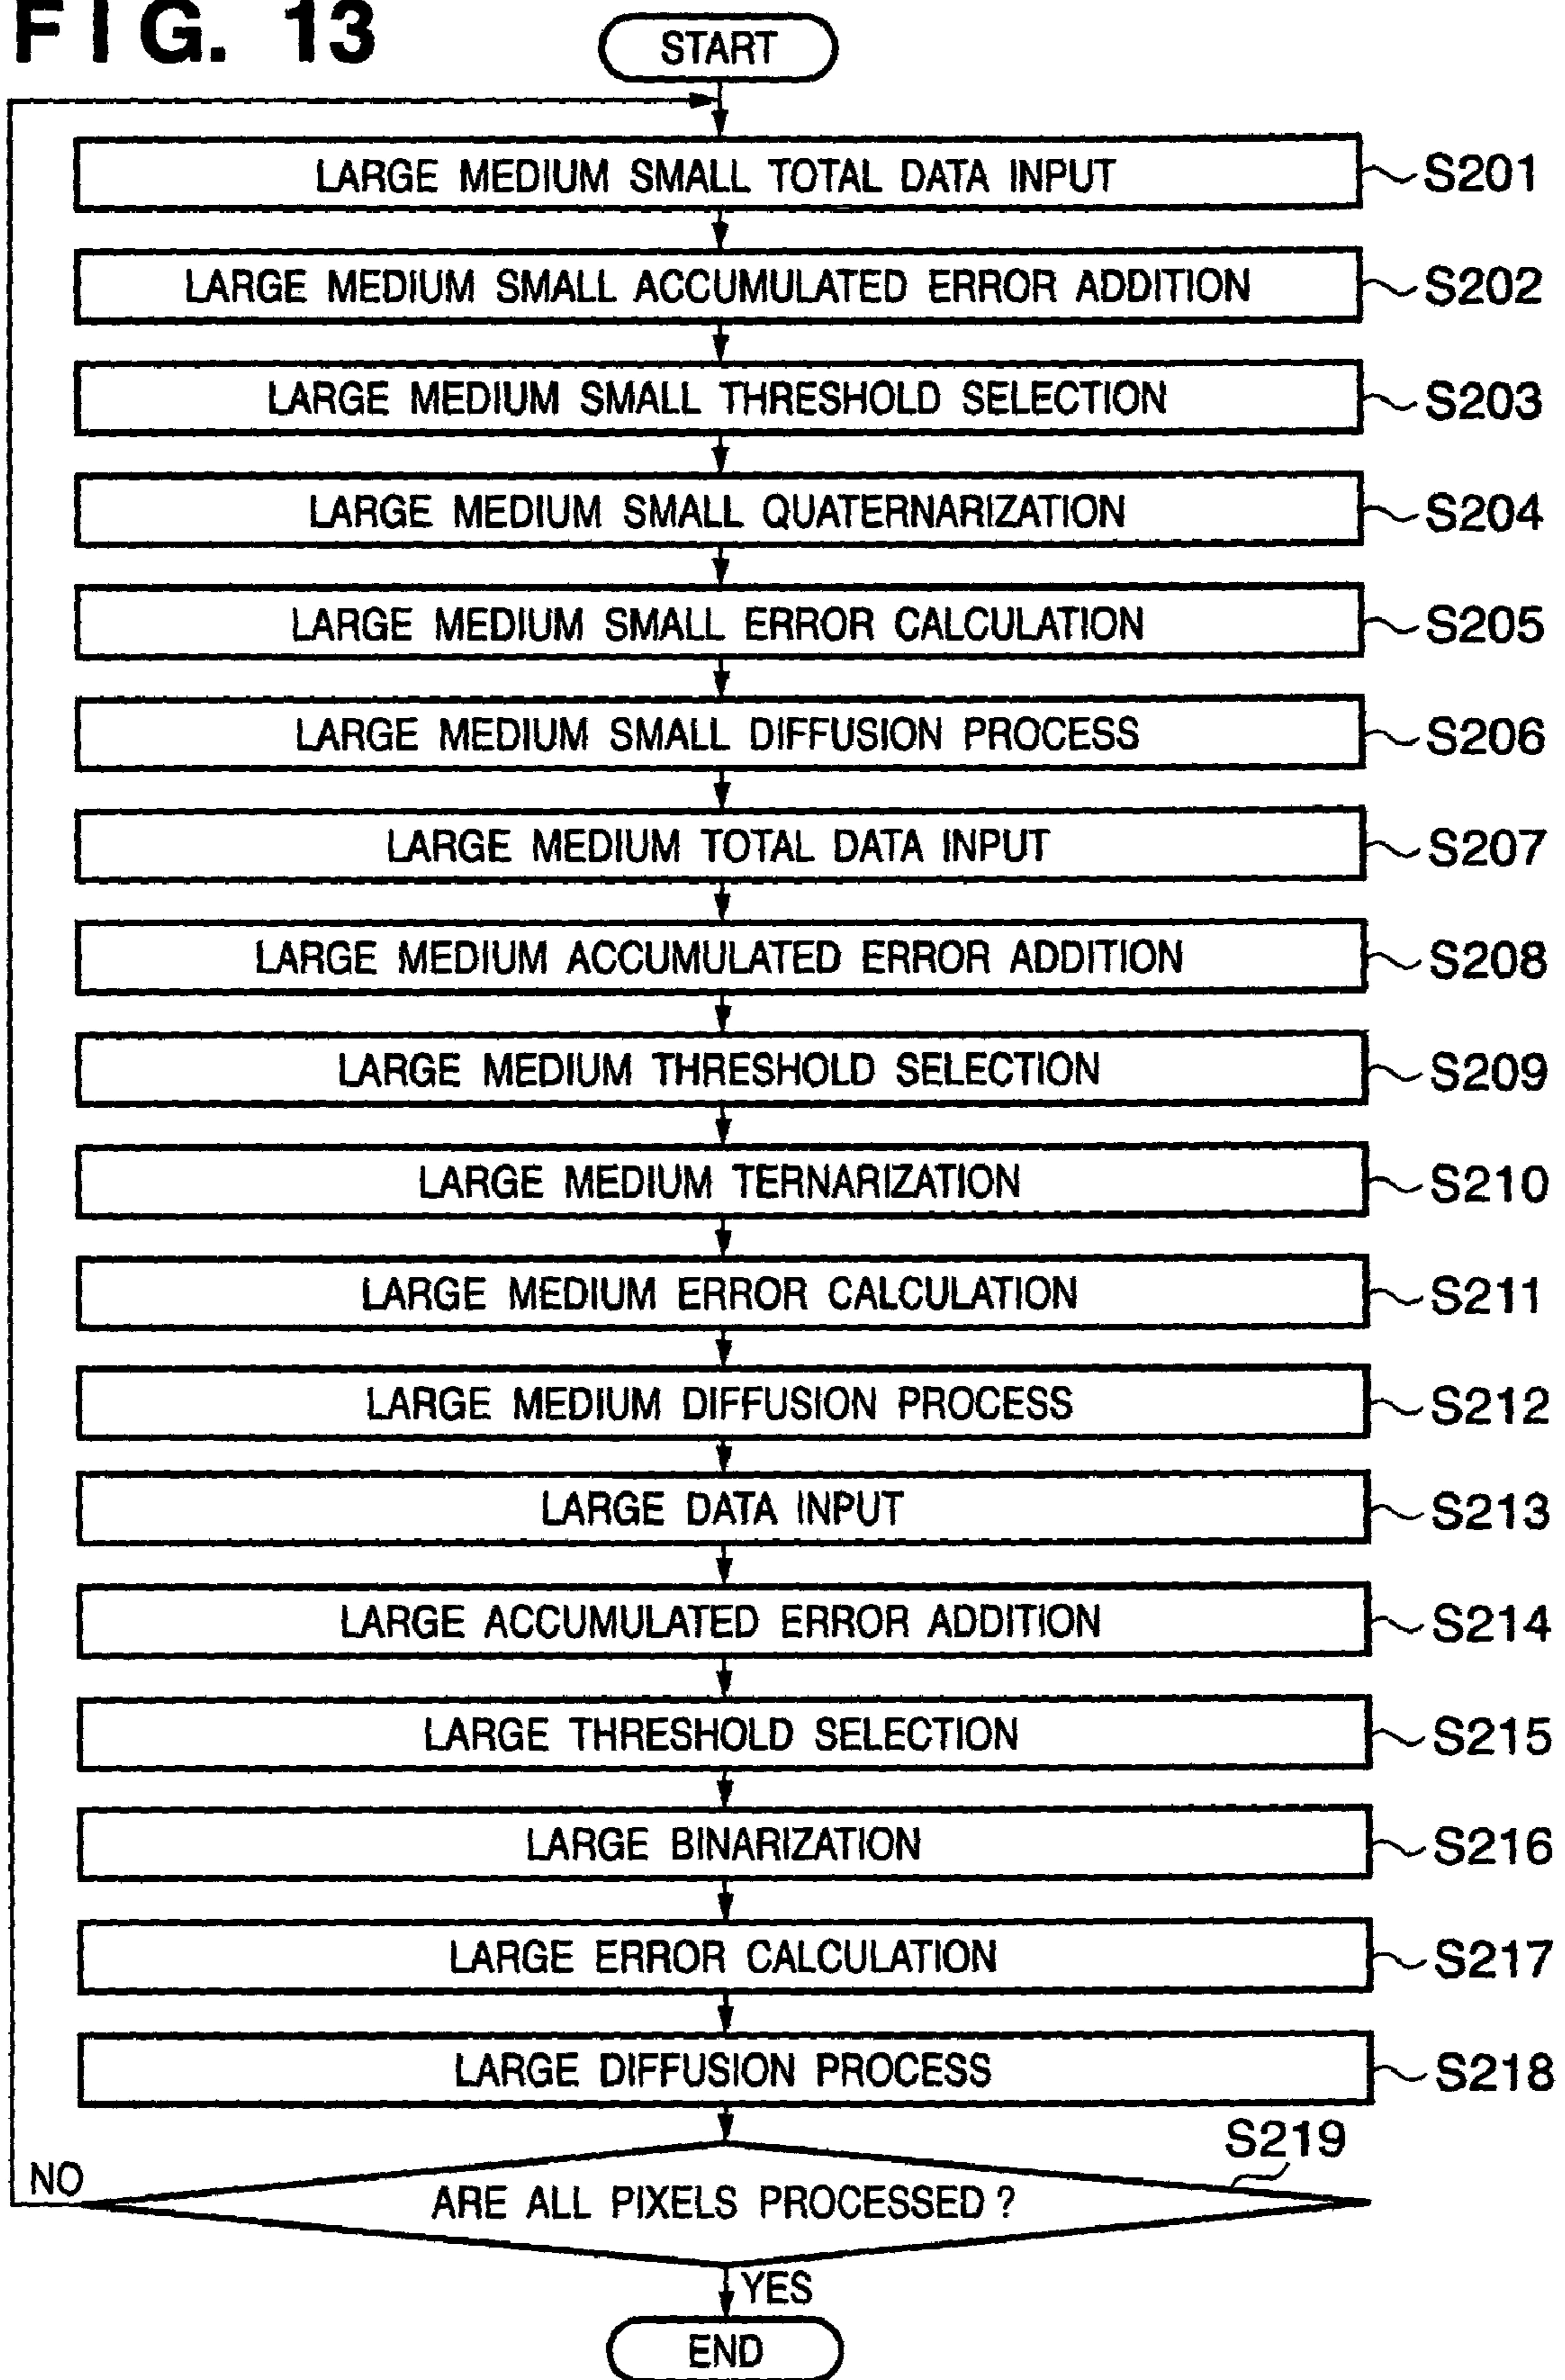 FIG. 13
START
LARGE MEDIUM SMALL TOTAL DATA INPUT S201
LARGE MEDIUM SMALL ACCUMULATED ERROR ADDITION S202
LARGE MEDIUM SMALL THRESHOLD SELECTION S203
LARGE MEDIUM SMALL QUATERNARIZATION S204
LARGE MEDIUM SMALL ERROR CALCULATION S205
LARGE MEDIUM SMALL DIFFUSION PROCESS S206
LARGE MEDIUM TOTAL DATA INPUT S207
LARGE MEDIUM ACCUMULATED ERROR ADDITION S208
LARGE MEDIUM THRESHOLD SELECTION S209
LARGE MEDIUM TERNARIZATION S210
LARGE MEDIUM ERROR CALCULATION S211
LARGE MEDIUM DIFFUSION PROCESS S212
LARGE DATA INPUT S213
LARGE ACCUMULATED ERROR ADDITION S214
LARGE THRESHOLD SELECTION S215
LARGE BINARIZATION S216
LARGE ERROR CALCULATION S217
LARGE DIFFUSION PROCESS S218
S219
NO
ARE ALL PIXELS PROCESSED ?
YES
END